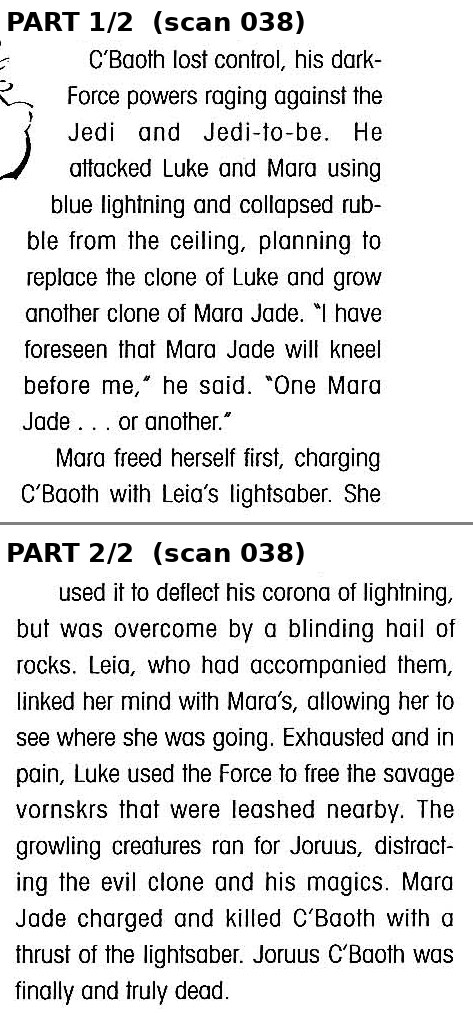 PART 1/2 (scan 038)
C'Baoth lost control, his dark-
Force powers raging against the
Jedi and Jedi-to-be. He
attacked Luke and Mara using
blue lightning and collapsed rub-
ble from the ceiling, planning to
replace the clone of Luke and grow
another clone of Mara Jade. "I have
foreseen that Mara Jade will kneel
before me," he said. "One Mara
Jade . . . or another."
Mara freed herself first, charging
C'Baoth with Leia's lightsaber. She
PART 2/2 (scan 038)
used it to deflect his corona of lightning,
but was overcome by a blinding hail of
rocks. Leia, who had accompanied them,
linked her mind with Mara's, allowing her to
see where she was going. Exhausted and in
pain, Luke used the Force to free the savage
vornskrs that were leashed nearby. The
growling creatures ran for Joruus, distract-
ing the evil clone and his magics. Mara
Jade charged and killed C'Baoth with a
thrust of the lightsaber. Joruus C'Baoth was
finally and truly dead.